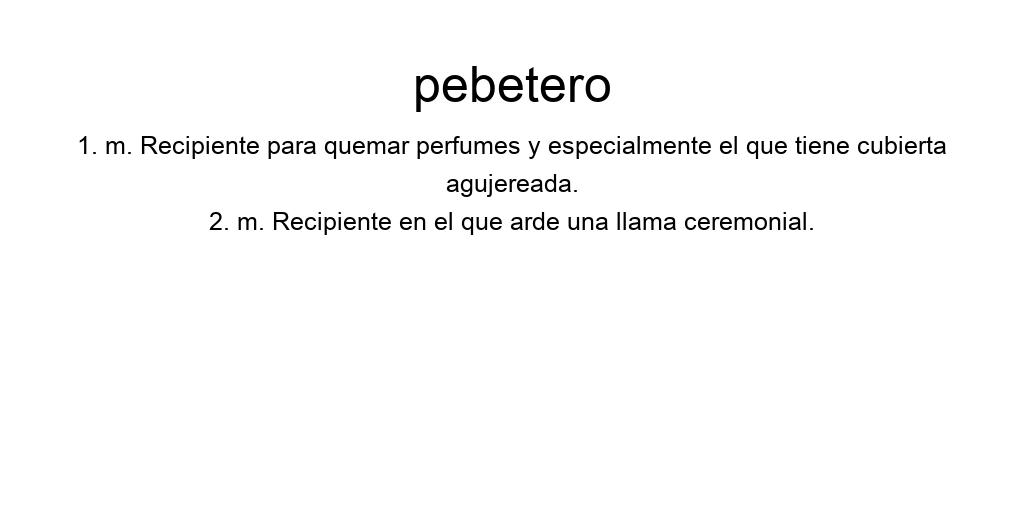 pebetero
1. m. Recipiente para quemar perfumes y especialmente el que tiene cubierta
agujereada.
2. m. Recipiente en el que arde una llama ceremonial.